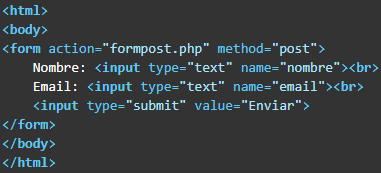 <html>
<body>
<form action="formpost.php" method="post">
Nombre: <input type="text" name="nombre"><br>
Email: <input type="text" name="email"><br>
<input type="submit" value="Enviar">
</form>
</body>
</html>